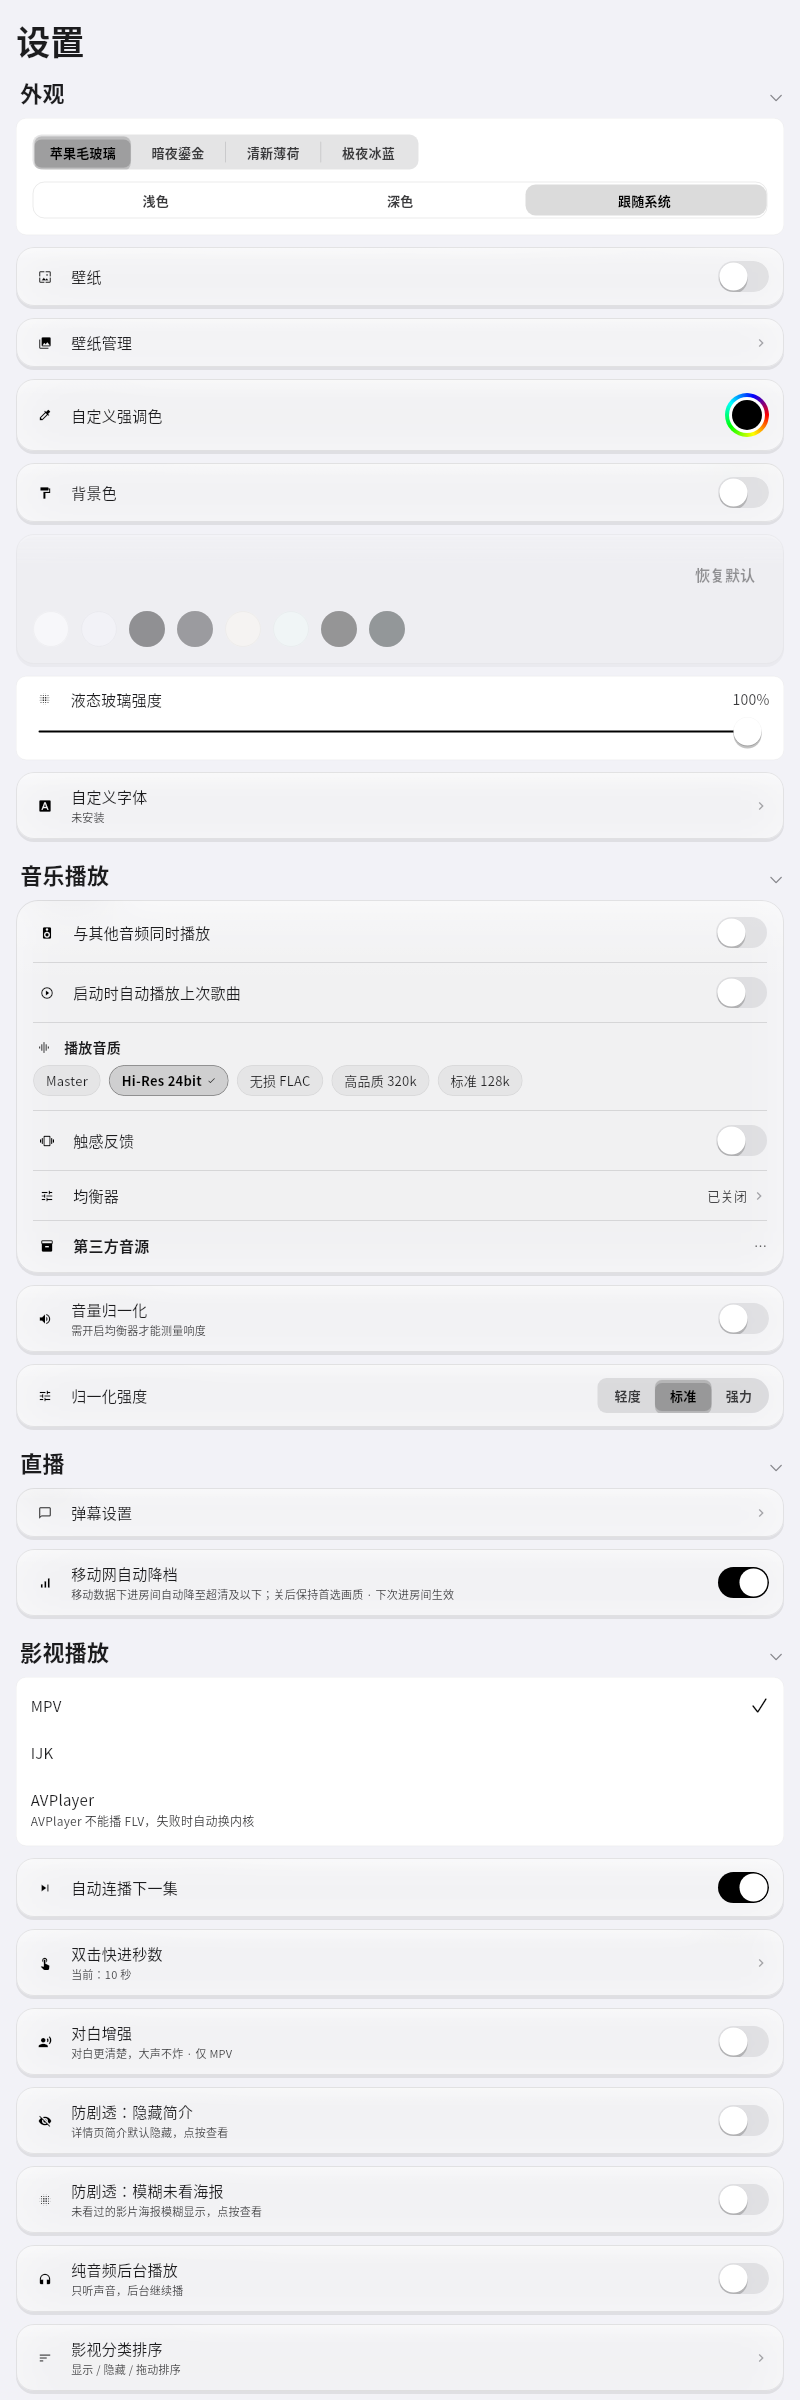 设置
外观
苹果毛玻璃 暗夜鎏金 清新薄荷 极夜冰蓝
浅色 深色 跟随系统
壁纸
壁纸管理
自定义强调色
背景色
恢复默认
液态玻璃强度 100%
自定义字体
未安装
音乐播放
与其他音频同时播放
启动时自动播放上次歌曲
播放音质
Master Hi-Res 24bit 无损 FLAC 高品质 320k 标准 128k
触感反馈
均衡器 已关闭
第三方音源 ...
音量归一化
需开启均衡器才能测量响度
归一化强度 轻度 标准 强力
直播
弹幕设置
移动网自动降档
移动数据下进房间自动降至超清及以下；关后保持首选画质 · 下次进房间生效
影视播放
MPV
IJK
AVPlayer
AVPlayer 不能播 FLV，失败时自动换内核
自动连播下一集
双击快进秒数
当前：10 秒
对白增强
对白更清楚，大声不炸 · 仅 MPV
防剧透：隐藏简介
详情页简介默认隐藏，点按查看
防剧透：模糊未看海报
未看过的影片海报模糊显示，点按查看
纯音频后台播放
只听声音，后台继续播
影视分类排序
显示 / 隐藏 / 拖动排序